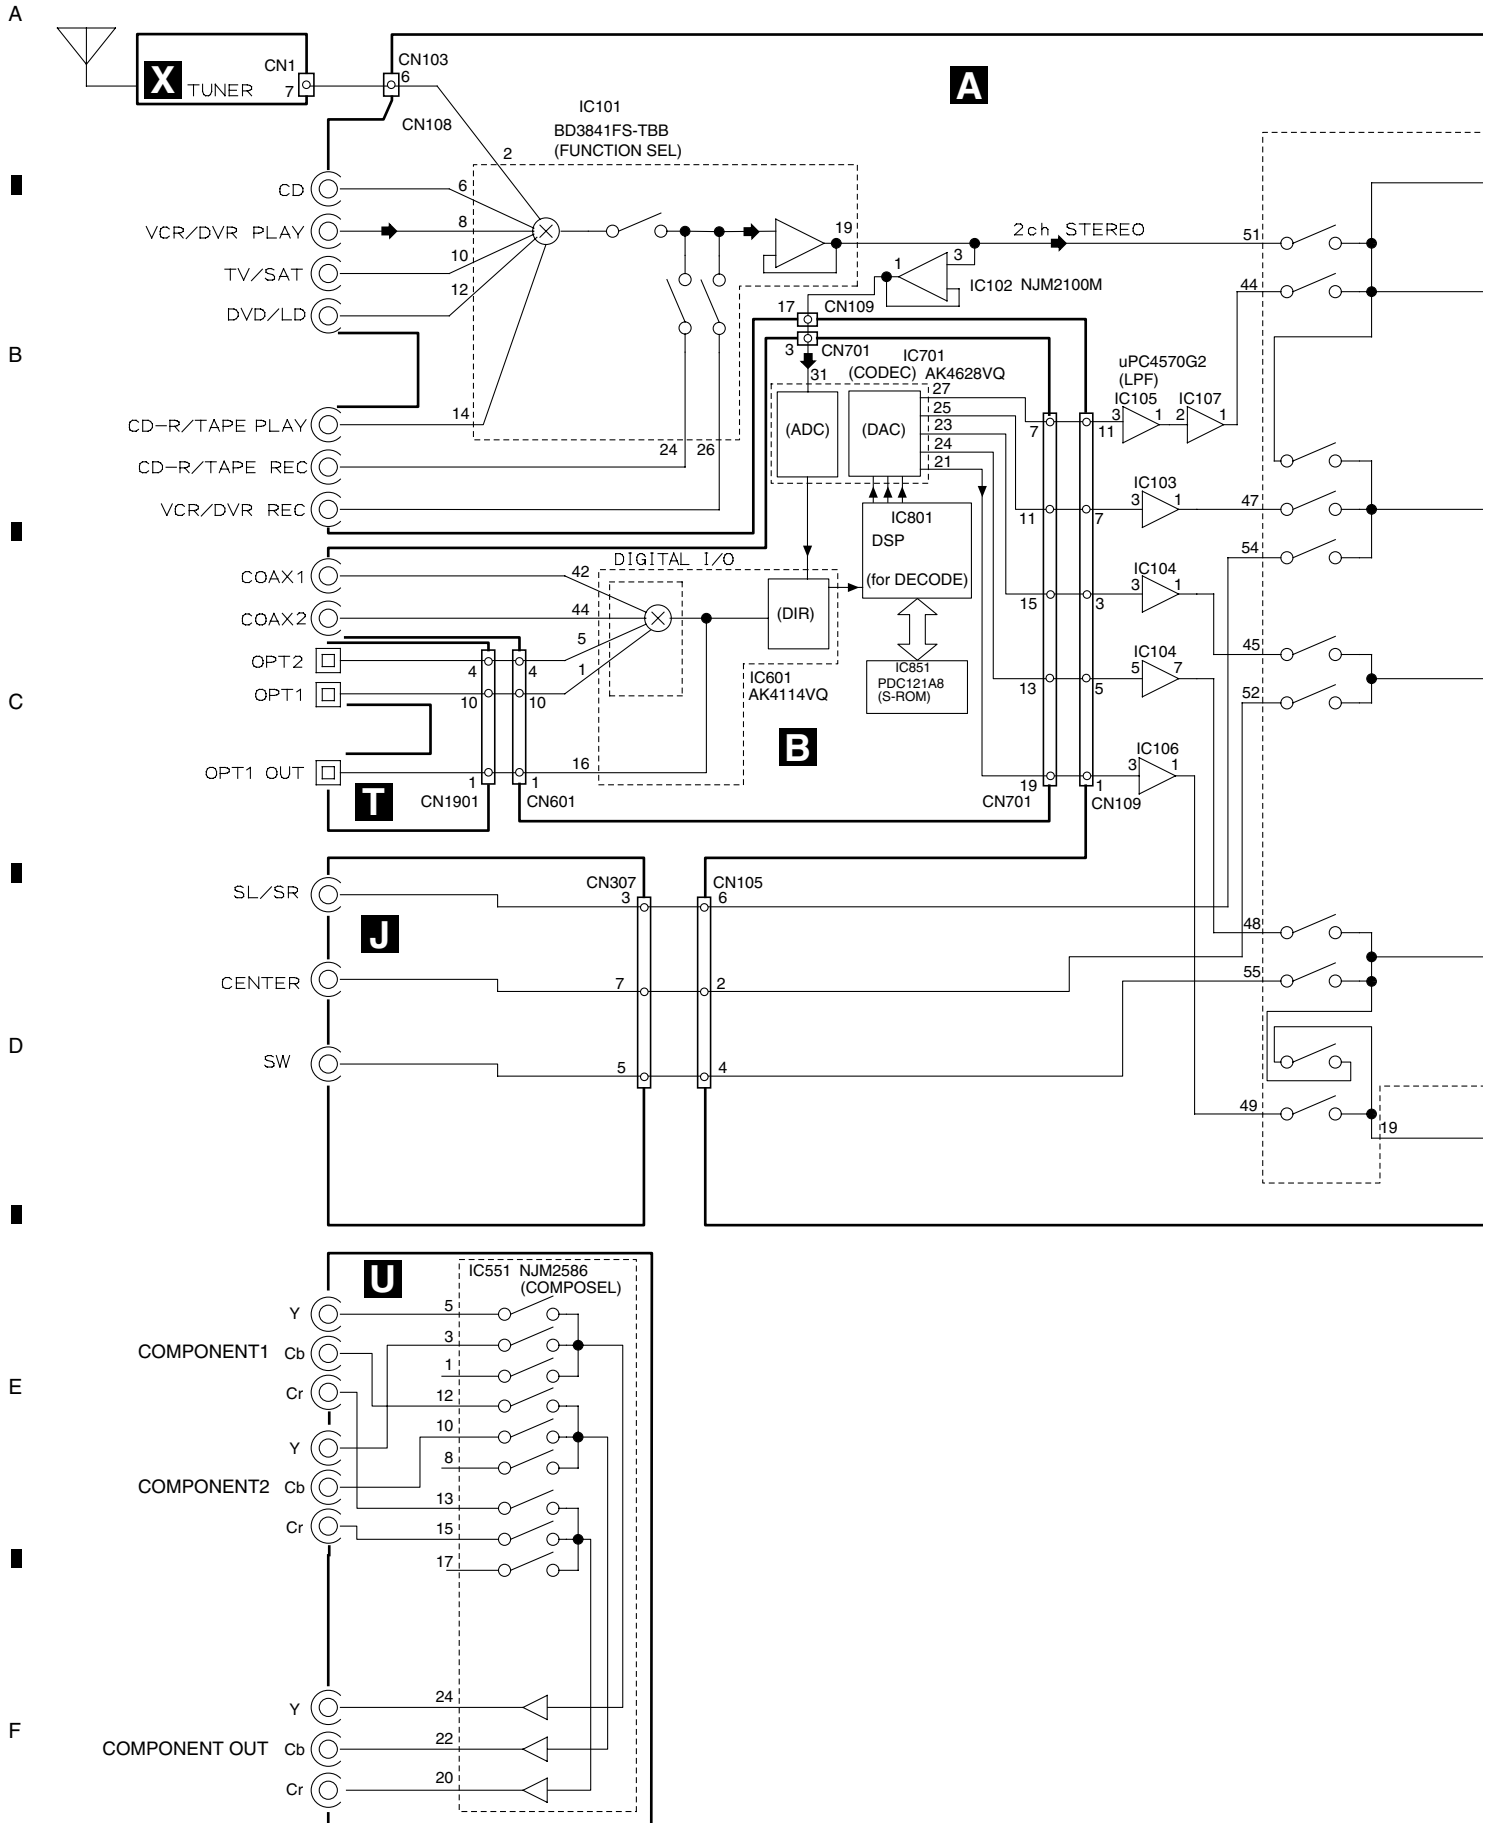 A
X
TUNER
CN1
7
CN103
6
CN108
A
IC101
BD3841FS-TBB
(FUNCTION SEL)
2
CD
6
VCR/DVR PLAY
8
19
2ch STEREO
51
TV/SAT
10
1
3
IC102 NJM2100M
44
DVD/LD
12
17
CN109
B
3
CN701
IC701
(CODEC) AK4628VQ
31
uPC4570G2
(LPF)
IC105
IC107
27
25
23
24
21
(ADC)
(DAC)
7
11
3
1
2
1
CD-R/TAPE PLAY
14
CD-R/TAPE REC
24
26
VCR/DVR REC
IC801
DSP
(for DECODE)
11
7
IC103
3
1
47
54
DIGITAL I/O
COAX1
42
COAX2
44
(DIR)
15
3
IC104
3
1
OPT2
4
4
5
OPT1
10
10
1
IC601
AK4114VQ
IC851
PDC121A8
(S-ROM)
13
5
IC104
5
7
45
52
C
B
OPT1 OUT
1
1
16
T
CN1901
CN601
19
CN701
1
CN109
IC106
3
1
SL/SR
CN307
3
CN105
6
J
48
CENTER
7
2
55
D
SW
5
4
49
19
U
IC551 NJM2586
(COMPOSEL)
Y
5
3
COMPONENT1
Cb
1
E
Cr
12
10
Y
8
COMPONENT2
Cb
13
Cr
15
17
Y
24
F
COMPONENT OUT
Cb
22
Cr
20